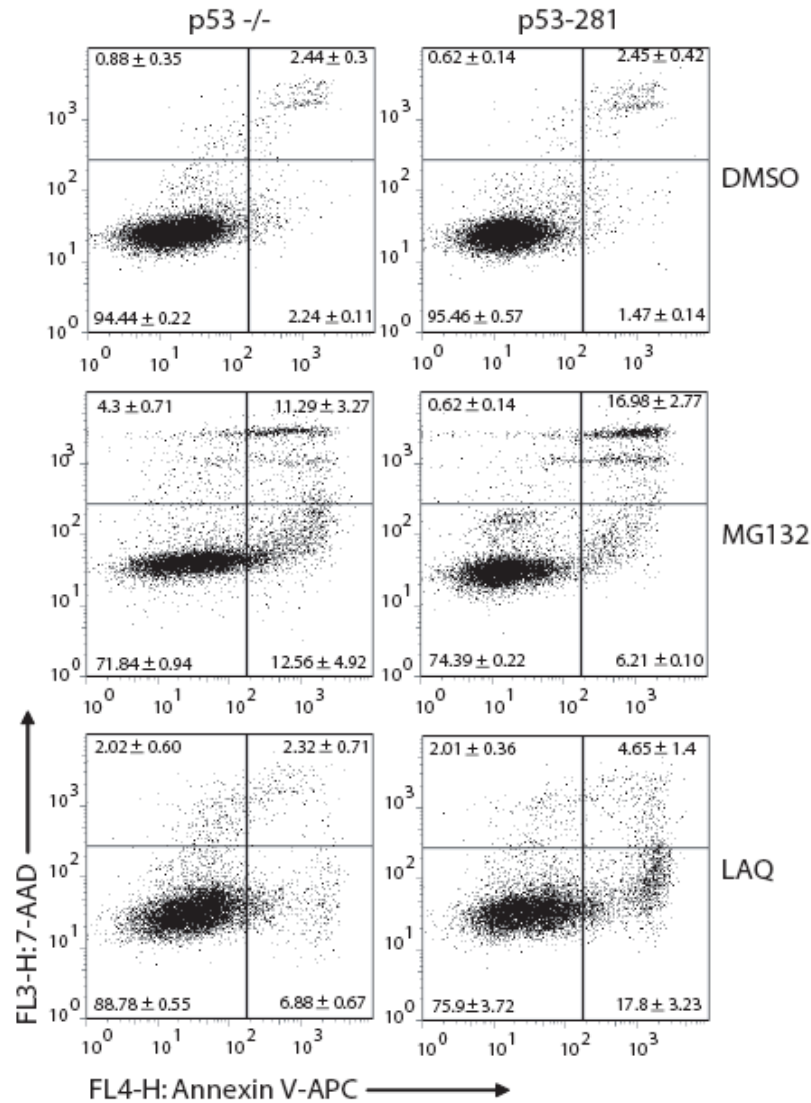 p53 -/- p53-281
0.88 ± 0.35 2.44 ± 0.3 0.62 ± 0.14 2.45 ± 0.42
10³ 10³
DMSO
10² 10²
10¹ 10¹
94.44 ± 0.22 2.24 ± 0.11 95.46 ± 0.57 1.47 ± 0.14
10⁰ 10⁰
10⁰ 10¹ 10² 10³ 10⁰ 10¹ 10² 10³
4.3 ± 0.71 11.29 ± 3.27 0.62 ± 0.14 16.98 ± 2.77
10³ 10³
10² 10²
MG132
10¹ 10¹
71.84 ± 0.94 12.56 ± 4.92 74.39 ± 0.22 6.21 ± 0.10
10⁰ 10⁰
10⁰ 10¹ 10² 10³ 10⁰ 10¹ 10² 10³
2.02 ± 0.60 2.32 ± 0.71 2.01 ± 0.36 4.65 ± 1.4
10³ 10³
10² 10²
LAQ
10¹ 10¹
88.78 ± 0.55 6.88 ± 0.67 75.9 ± 3.72 17.8 ± 3.23
10⁰ 10⁰
10⁰ 10¹ 10² 10³ 10⁰ 10¹ 10² 10³
FL3-H: 7-AAD
FL4-H: Annexin V-APC